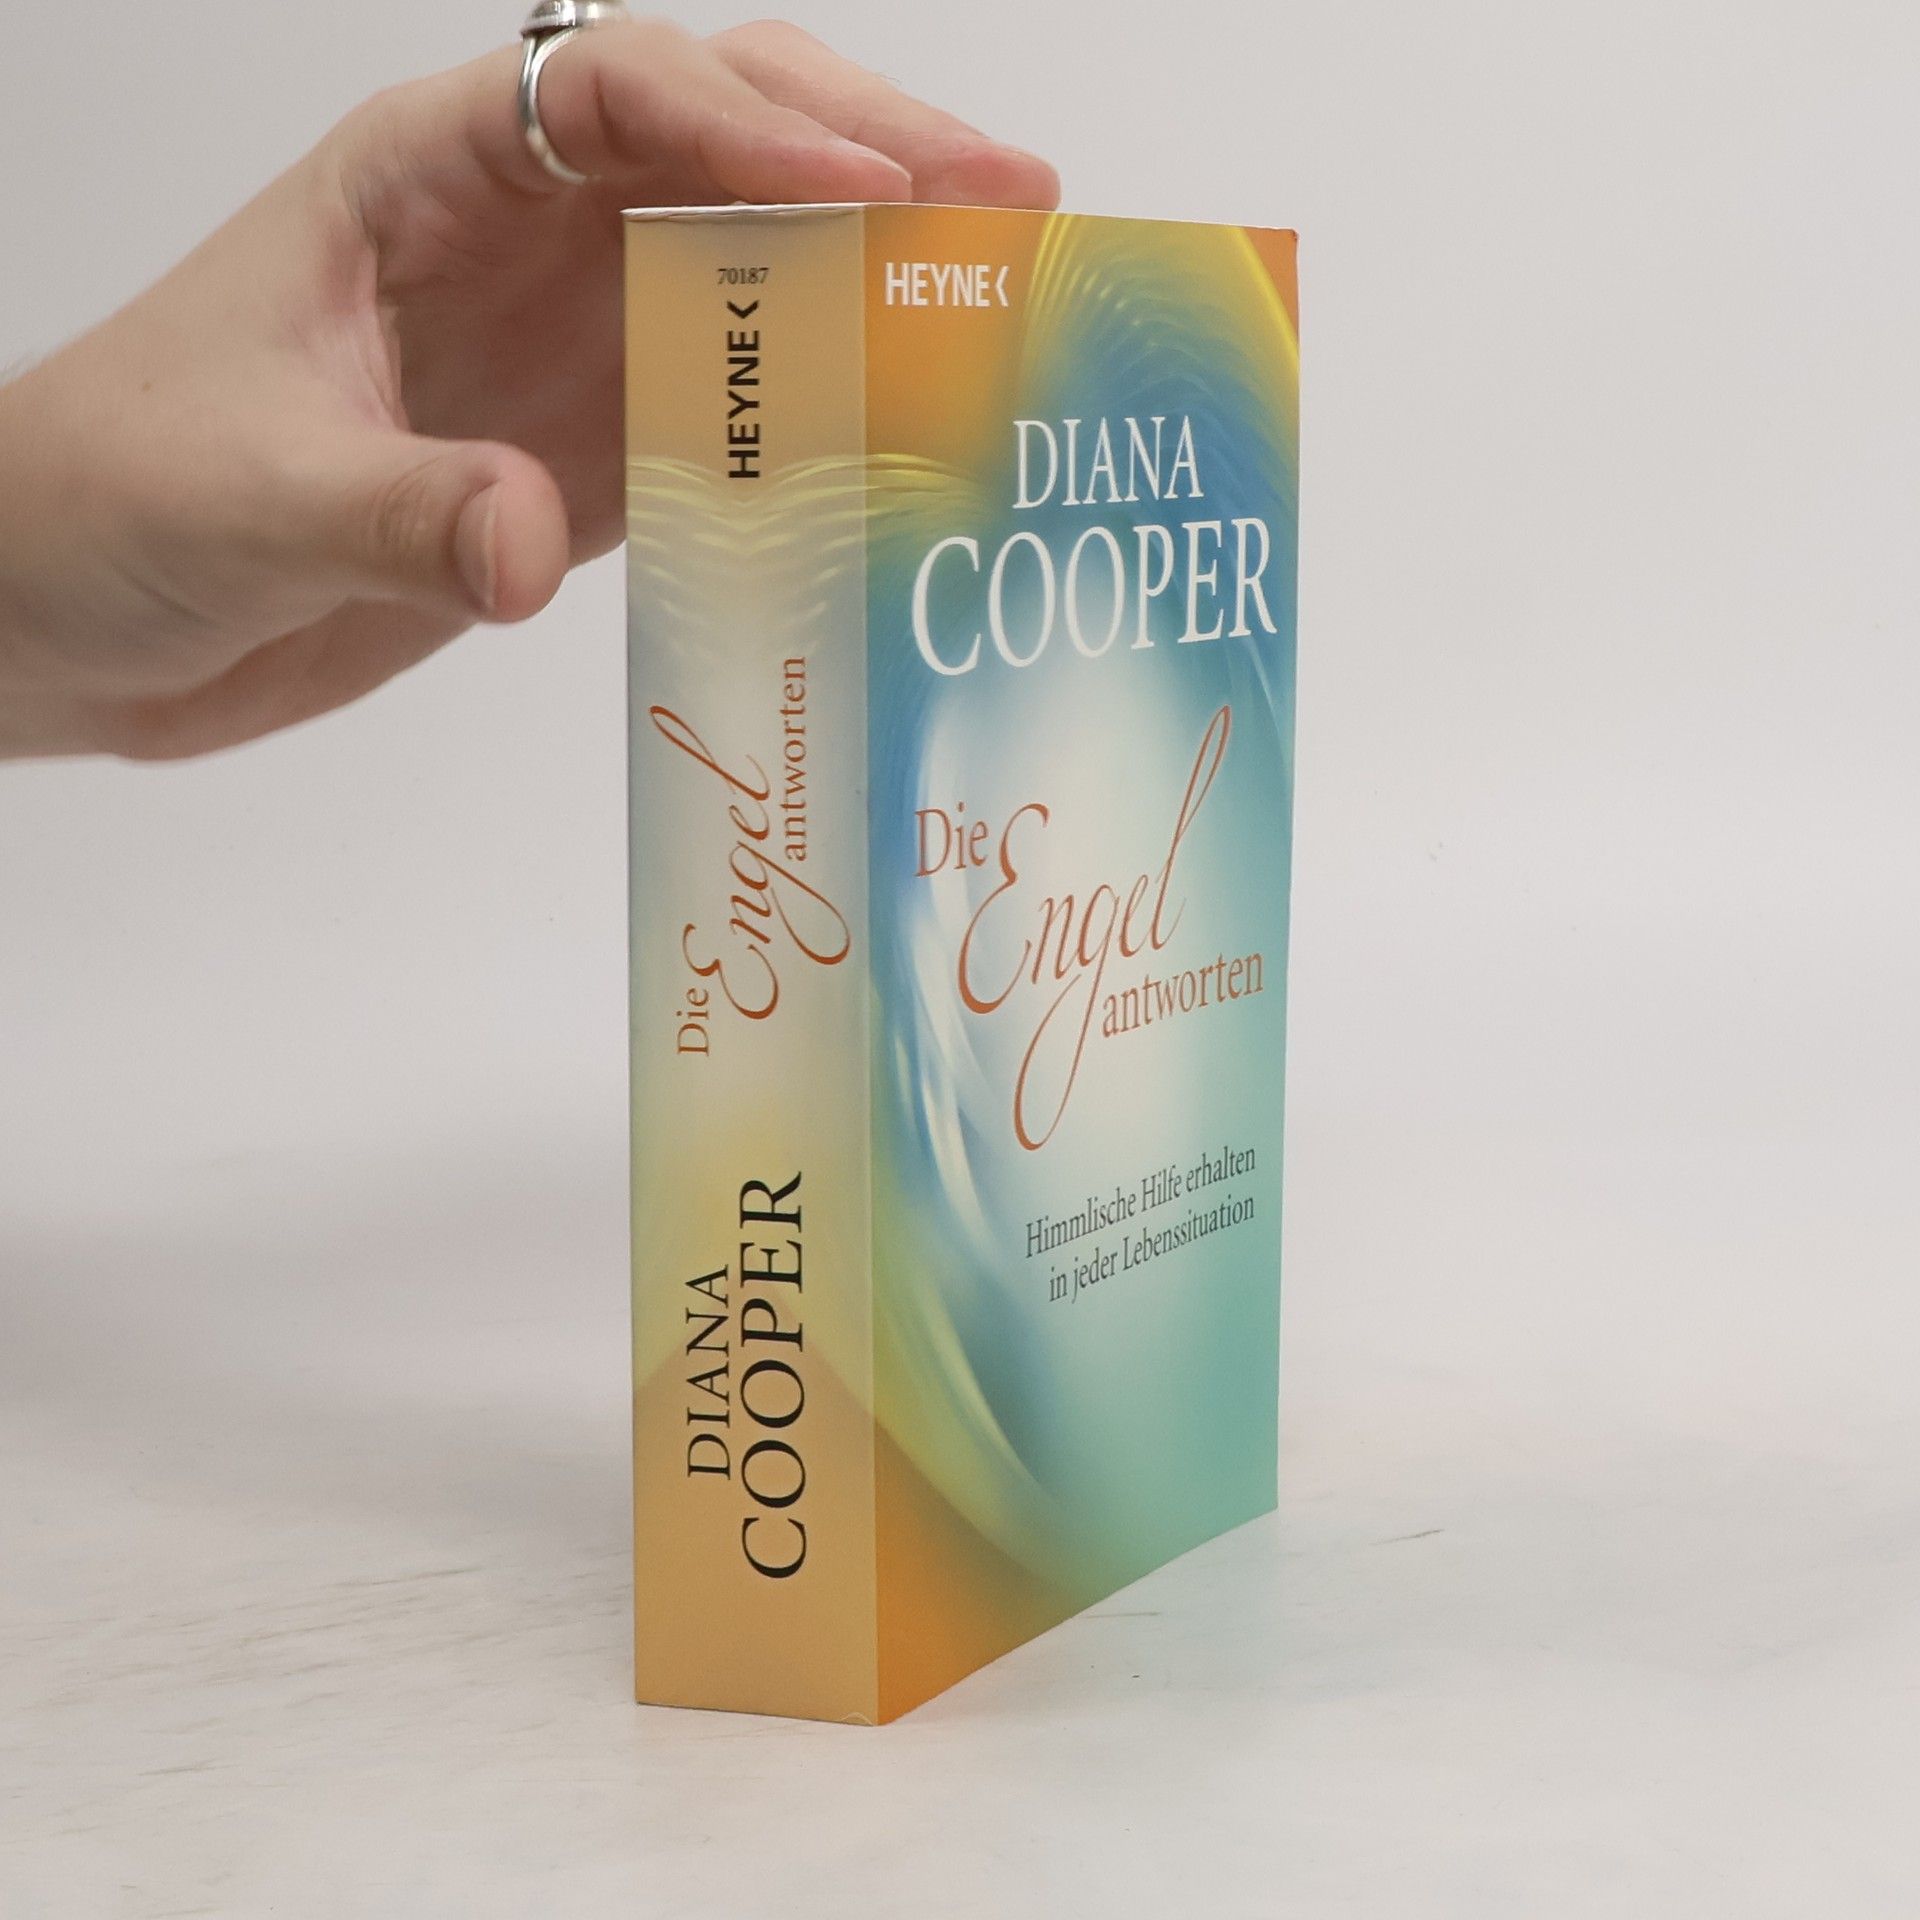 70187
HEYNE<
Die
Engel
antworten
DIANA
COOPER
HEYNE<
DIANA
COOPER
Die
Engel
antworten
Himmlische Hilfe erhalten
in jeder Lebenssituation